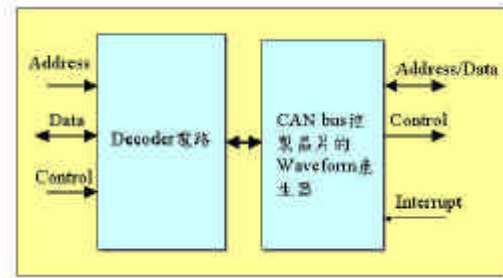 Address
Data
Control
Decoder電路
CAN bus控
製晶片的
Waveform產
生器
Address/Data
Control
Interrupt